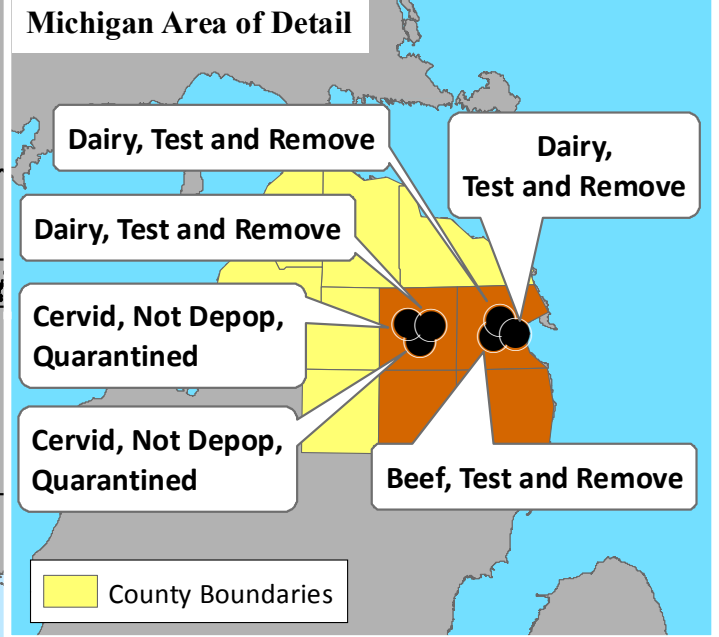 Michigan Area of Detail
Dairy, Test and Remove
Dairy,
Test and Remove
Dairy, Test and Remove
Cervid, Not Depop,
Quarantined
Cervid, Not Depop,
Quarantined
Beef, Test and Remove
County Boundaries